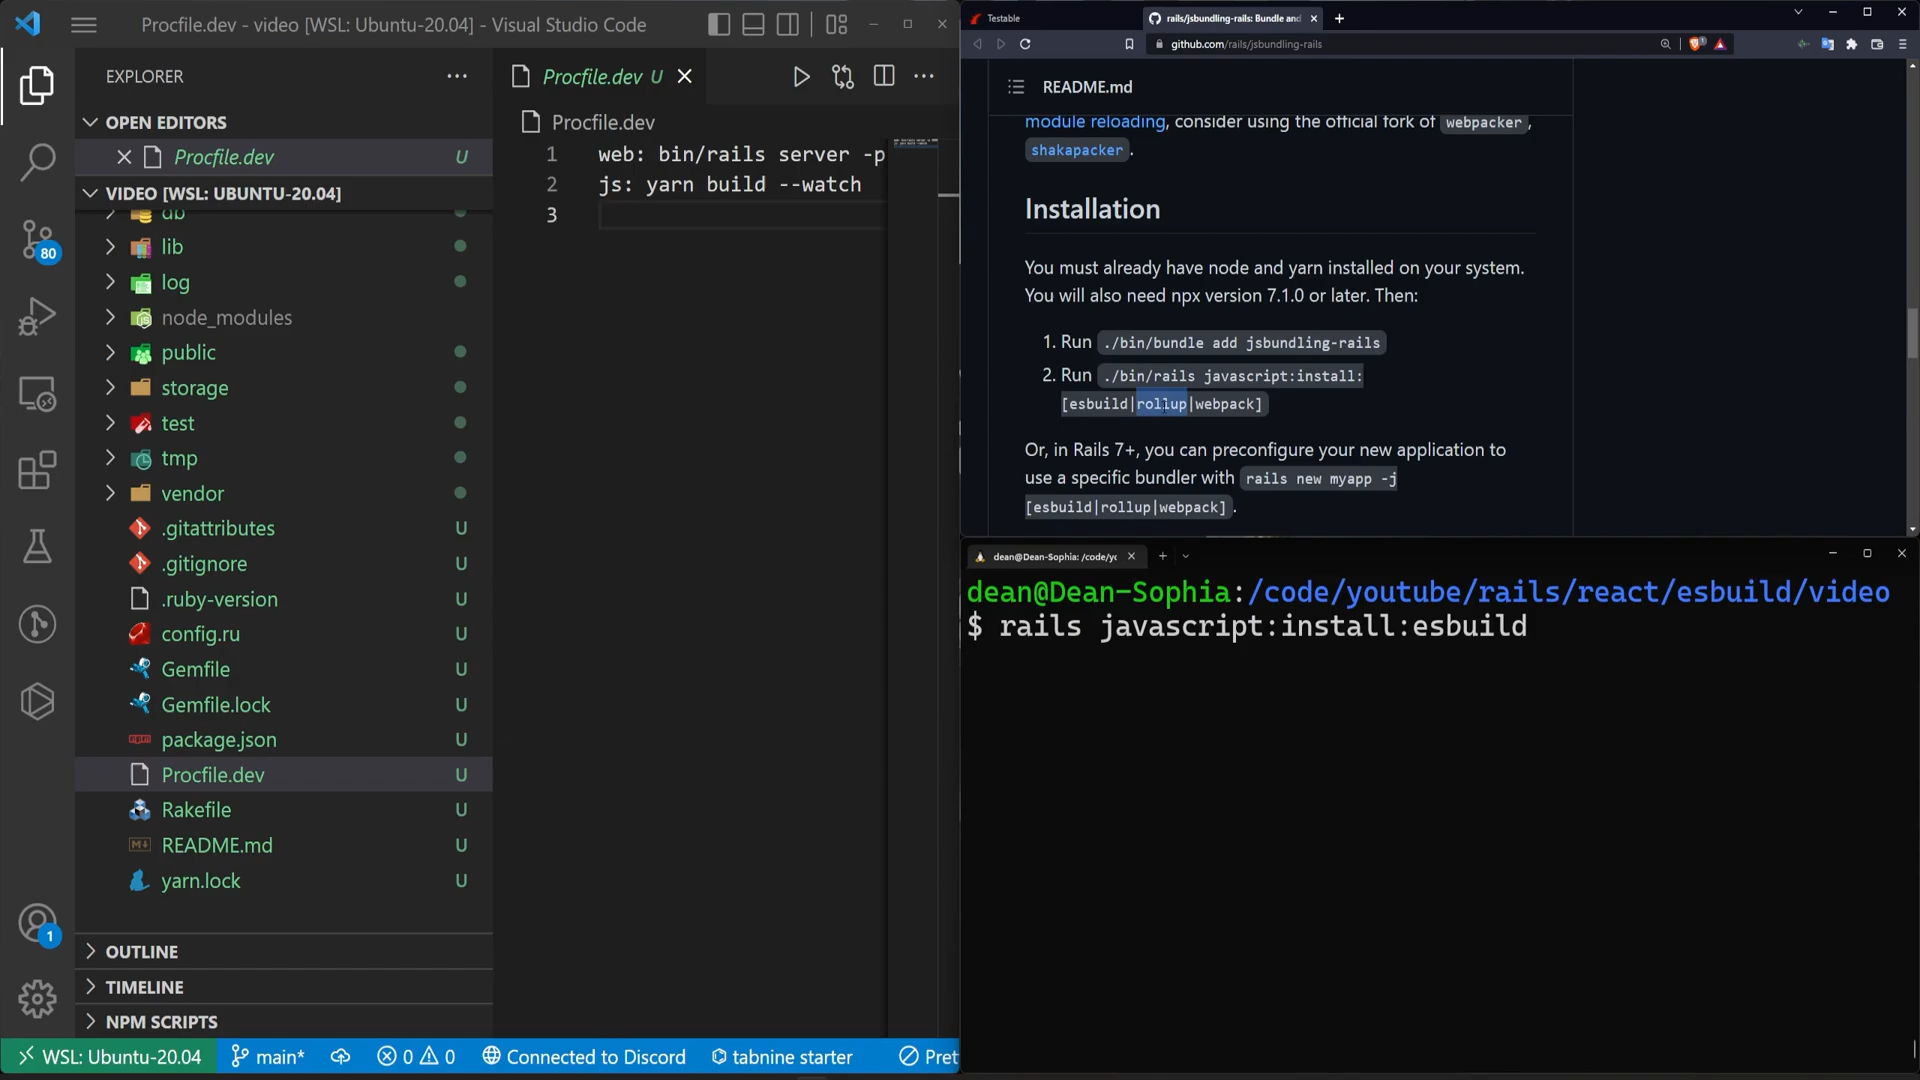 Procfile.dev - video [WSL: Ubuntu-20.04] - Visual Studio Code
EXPLORER
OPEN EDITORS
Procfile.dev U
VIDEO [WSL: UBUNTU-20.04]
db
lib
log
node_modules
public
storage
test
tmp
vendor
.gitattributes U
.gitignore U
.ruby-version U
config.ru U
Gemfile U
Gemfile.lock U
package.json U
Procfile.dev U
Rakefile U
README.md U
yarn.lock U
OUTLINE
TIMELINE
NPM SCRIPTS
80
1
Procfile.dev U
Procfile.dev
1 web: bin/rails server -p
2 js: yarn build --watch
3
WSL: Ubuntu-20.04 main* 0 0 Connected to Discord tabnine starter Pret
Testable
rails/jsbundling-rails: Bundle and
github.com/rails/jsbundling-rails
README.md
module reloading, consider using the official fork of webpacker,
shakapacker.
Installation
You must already have node and yarn installed on your system.
You will also need npx version 7.1.0 or later. Then:
1. Run ./bin/bundle add jsbundling-rails
2. Run ./bin/rails javascript:install:
[esbuild|rollup|webpack]
Or, in Rails 7+, you can preconfigure your new application to
use a specific bundler with rails new myapp -j
[esbuild|rollup|webpack].
dean@Dean-Sophia: /code/yc
dean@Dean-Sophia:/code/youtube/rails/react/esbuild/video
$ rails javascript:install:esbuild